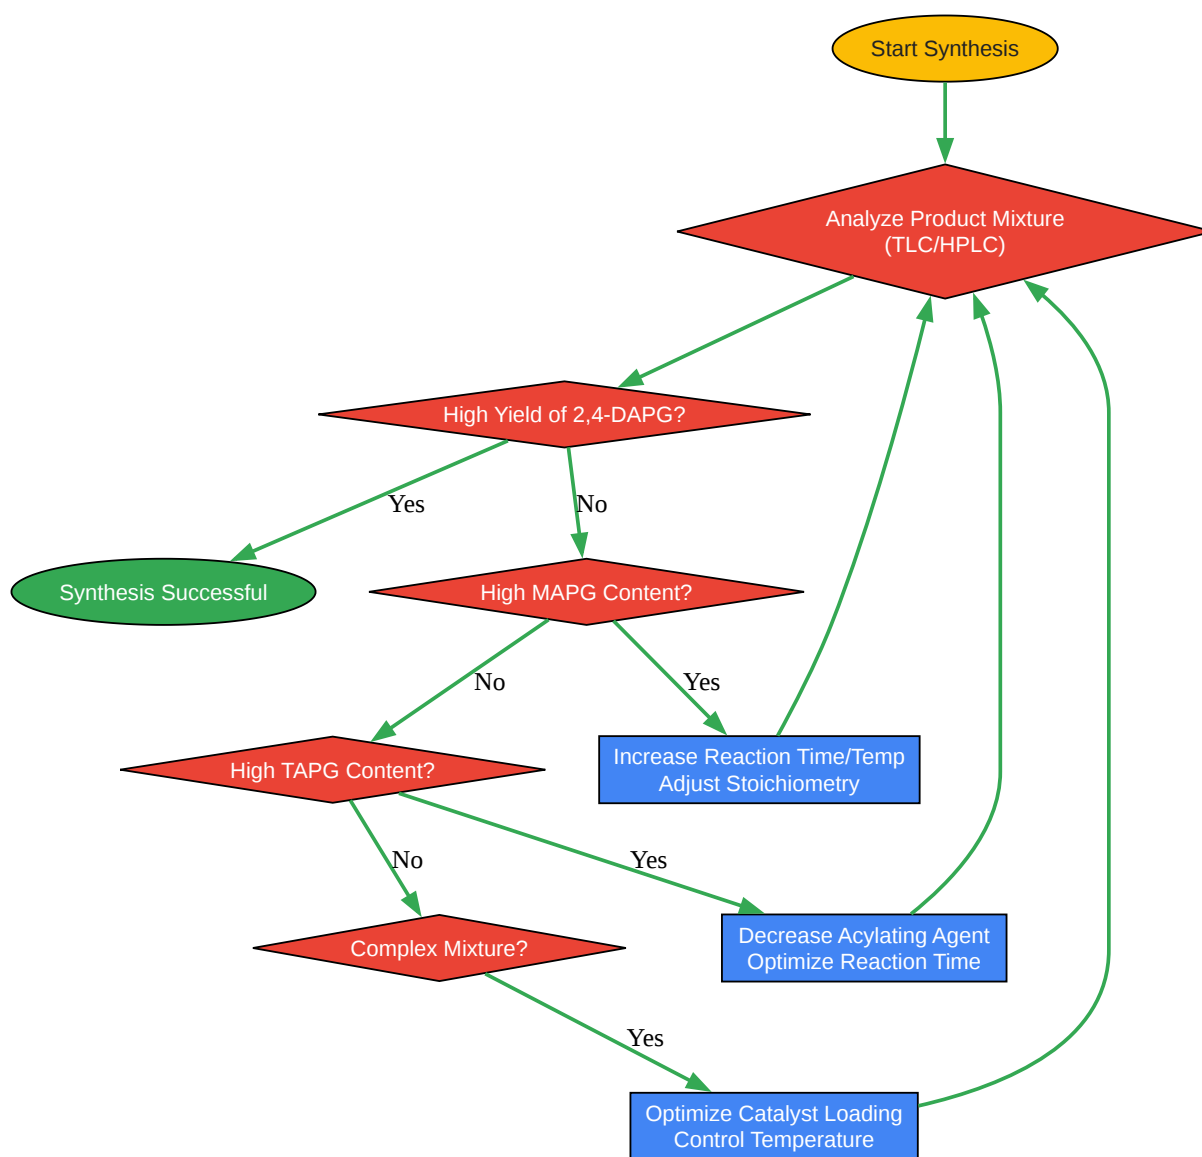 Start Synthesis
Analyze Product Mixture
(TLC/HPLC)
High Yield of 2,4-DAPG?
Yes
No
Synthesis Successful
High MAPG Content?
No
Yes
High TAPG Content?
Increase Reaction Time/Temp
Adjust Stoichiometry
No
Yes
Complex Mixture?
Decrease Acylating Agent
Optimize Reaction Time
Yes
Optimize Catalyst Loading
Control Temperature